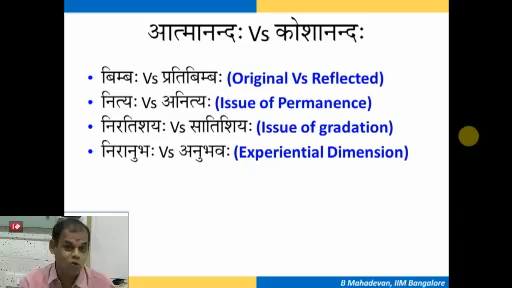 आत्मानन्दः Vs कोशानन्दः
• बिम्बः Vs प्रतिबिम्बः (Original Vs Reflected)
• नित्यः Vs अनित्यः (Issue of Permanence)
• निरतिशयः Vs सातिशियः (Issue of gradation)
• निरानुभः Vs अनुभवः (Experiential Dimension)
B Mahadevan, IIM Bangalore